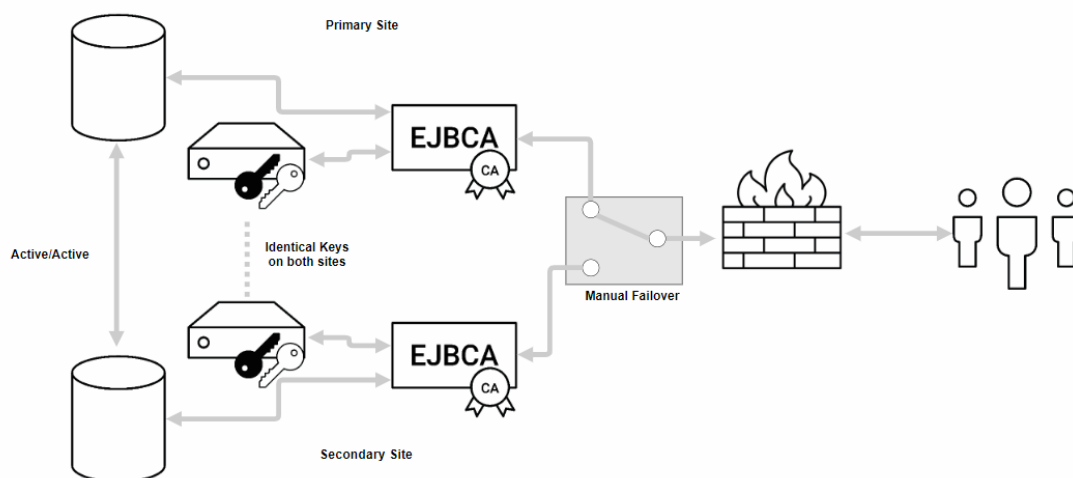 Primary Site
EJBCA
CA
Active/Active
Identical Keys
on both sites
Manual Failover
EJBCA
CA
Secondary Site